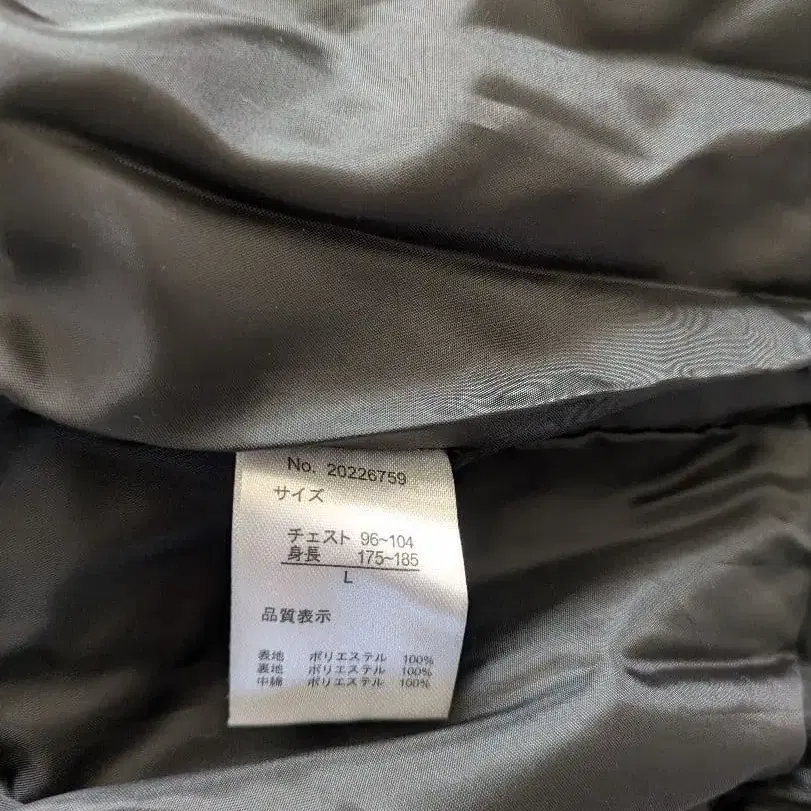 No. 20226759
サイズ
チェスト 96~104
身長 175~185
L
品質表示
表地 ポリエステル 100%
裏地 ポリエステル 100%
中綿 ポリエステル 100%